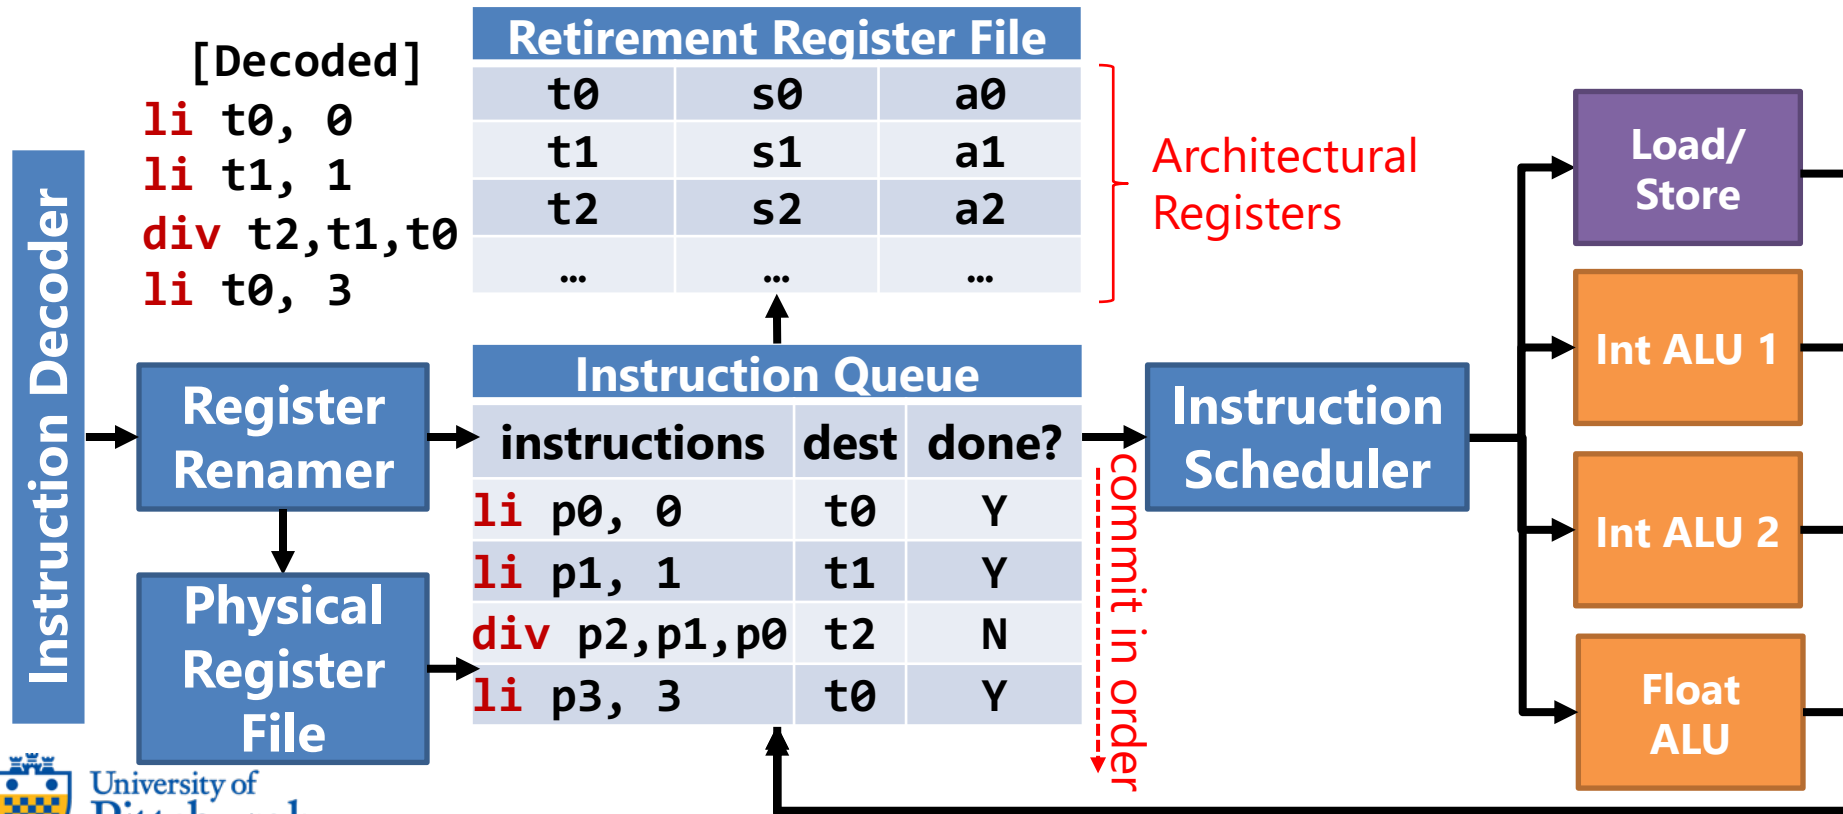 [Decoded]
li t0, 0
li t1, 1
div t2,t1,t0
li t0, 3
Instruction Decoder
Retirement Register File
t0 s0 a0
t1 s1 a1
t2 s2 a2
… … …
Architectural
Registers
Register
Renamer
Physical
Register
File
Instruction Queue
instructions dest done?
li p0, 0 t0 Y
li p1, 1 t1 Y
div p2,p1,p0 t2 N
li p3, 3 t0 Y
commit in order
Instruction
Scheduler
Load/
Store
Int ALU 1
Int ALU 2
Float
ALU
University of